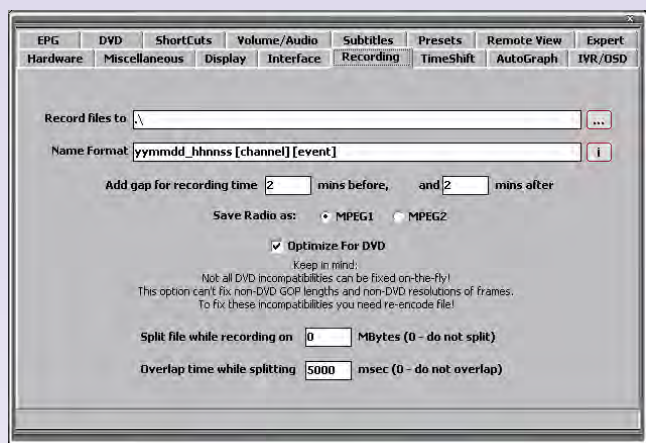 x
EPG DVD ShortCuts Volume/Audio Subtitles Presets Remote View Expert
Hardware Miscellaneous Display Interface Recording TimeShift AutoGraph IVR/OSD
Record files to .\ ...
Name Format yymmdd_hhnnss [channel] [event] i
Add gap for recording time 2 mins before, and 2 mins after
Save Radio as: MPEG1 MPEG2
Optimize For DVD
Keep in mind:
Not all DVD incompatibilities can be fixed on-the-fly!
This option can't fix non-DVD GOP lengths and non-DVD resolutions of frames.
To fix these incompatibilities you need re-encode file!
Split file while recording on 0 MBytes (0 - do not split)
Overlap time while splitting 5000 msec (0 - do not overlap)